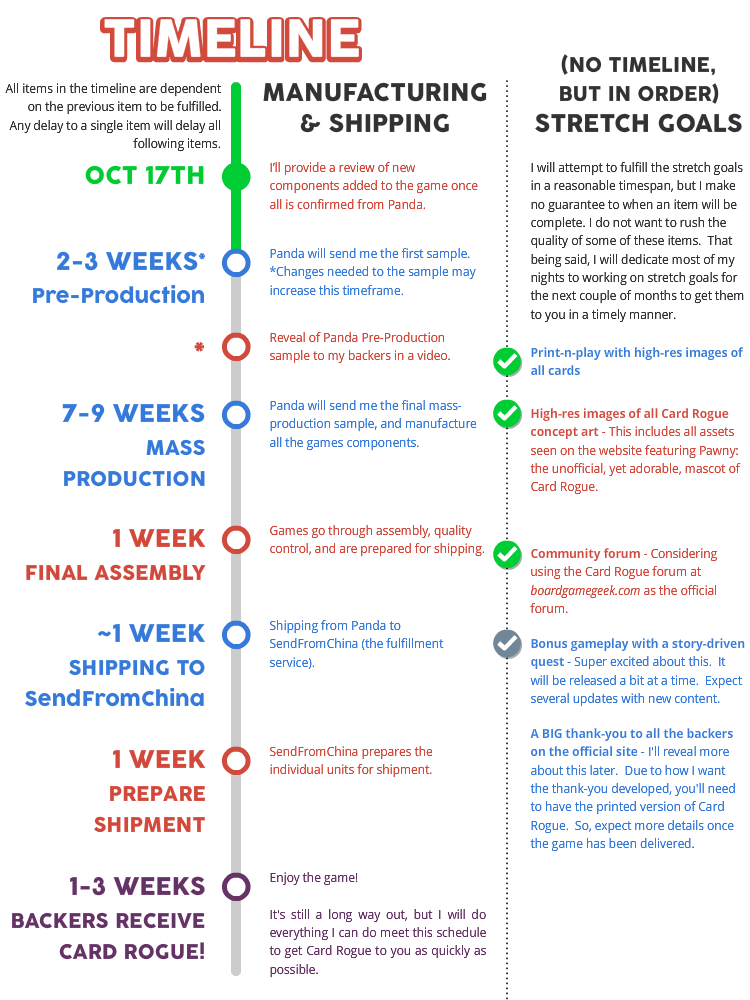 TIMELINE
All items in the timeline are dependent
on the previous item to be fulfilled.
Any delay to a single item will delay all
following items.
MANUFACTURING
& SHIPPING
OCT 17TH
I'll provide a review of new
components added to the game once
all is confirmed from Panda.
2-3 WEEKS*
Pre-Production
Panda will send me the first sample.
*Changes needed to the sample may
increase this timeframe.
*
Reveal of Panda Pre-Production
sample to my backers in a video.
7-9 WEEKS
MASS
PRODUCTION
Panda will send me the final mass-
production sample, and manufacture
all the games components.
1 WEEK
FINAL ASSEMBLY
Games go through assembly, quality
control, and are prepared for shipping.
~1 WEEK
SHIPPING TO
SendFromChina
Shipping from Panda to
SendFromChina (the fulfillment
service).
1 WEEK
PREPARE
SHIPMENT
SendFromChina prepares the
individual units for shipment.
1-3 WEEKS
BACKERS RECEIVE
CARD ROGUE!
Enjoy the game!
It's still a long way out, but I will do
everything I can do meet this schedule
to get Card Rogue to you as quickly as
possible.
(NO TIMELINE,
BUT IN ORDER)
STRETCH GOALS
I will attempt to fulfill the stretch goals
in a reasonable timespan, but I make
no guarantee to when an item will be
complete. I do not want to rush the
quality of some of these items.  That
being said, I will dedicate most of my
nights to working on stretch goals for
the next couple of months to get them
to you in a timely manner.
Print-n-play with high-res images of
all cards
High-res images of all Card Rogue
concept art - This includes all assets
seen on the website featuring Pawny:
the unofficial, yet adorable, mascot of
Card Rogue.
Community forum - Considering
using the Card Rogue forum at
boardgamegeek.com as the official
forum.
Bonus gameplay with a story-driven
quest - Super excited about this.  It
will be released a bit at a time.  Expect
several updates with new content.
A BIG thank-you to all the backers
on the official site - I'll reveal more
about this later.  Due to how I want
the thank-you developed, you'll need
to have the printed version of Card
Rogue.  So, expect more details once
the game has been delivered.